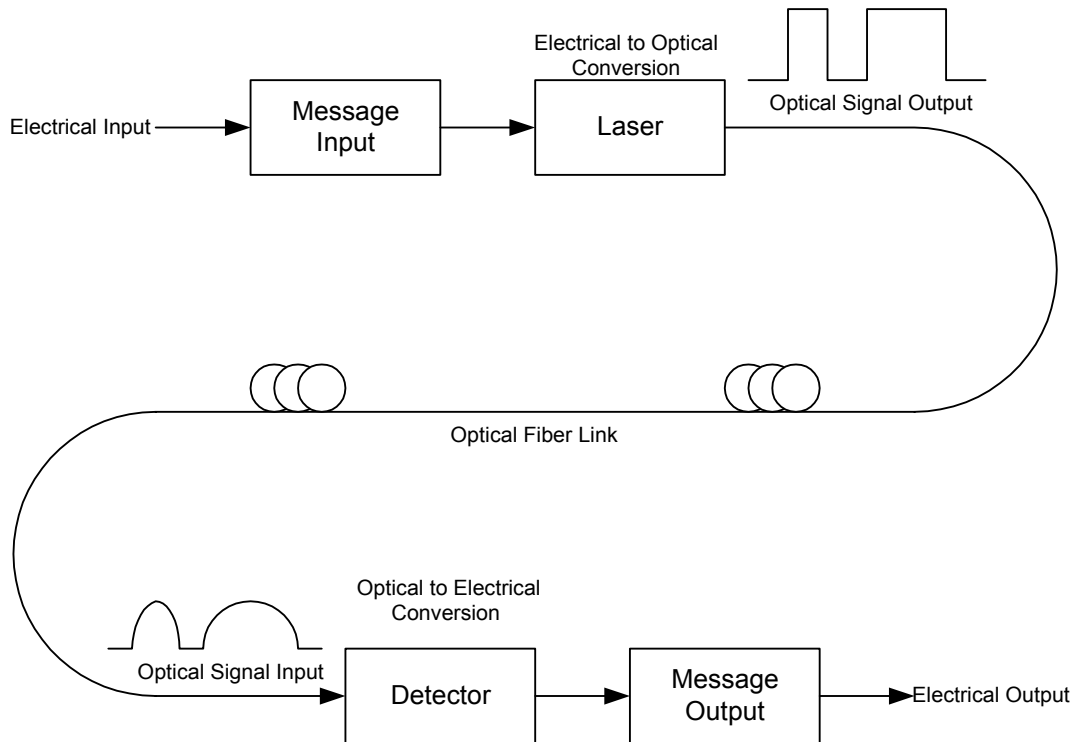 Electrical to Optical
Conversion
Optical Signal Output
Electrical Input
Message
Input
Laser
Optical Fiber Link
Optical to Electrical
Conversion
Optical Signal Input
Detector
Message
Output
Electrical Output